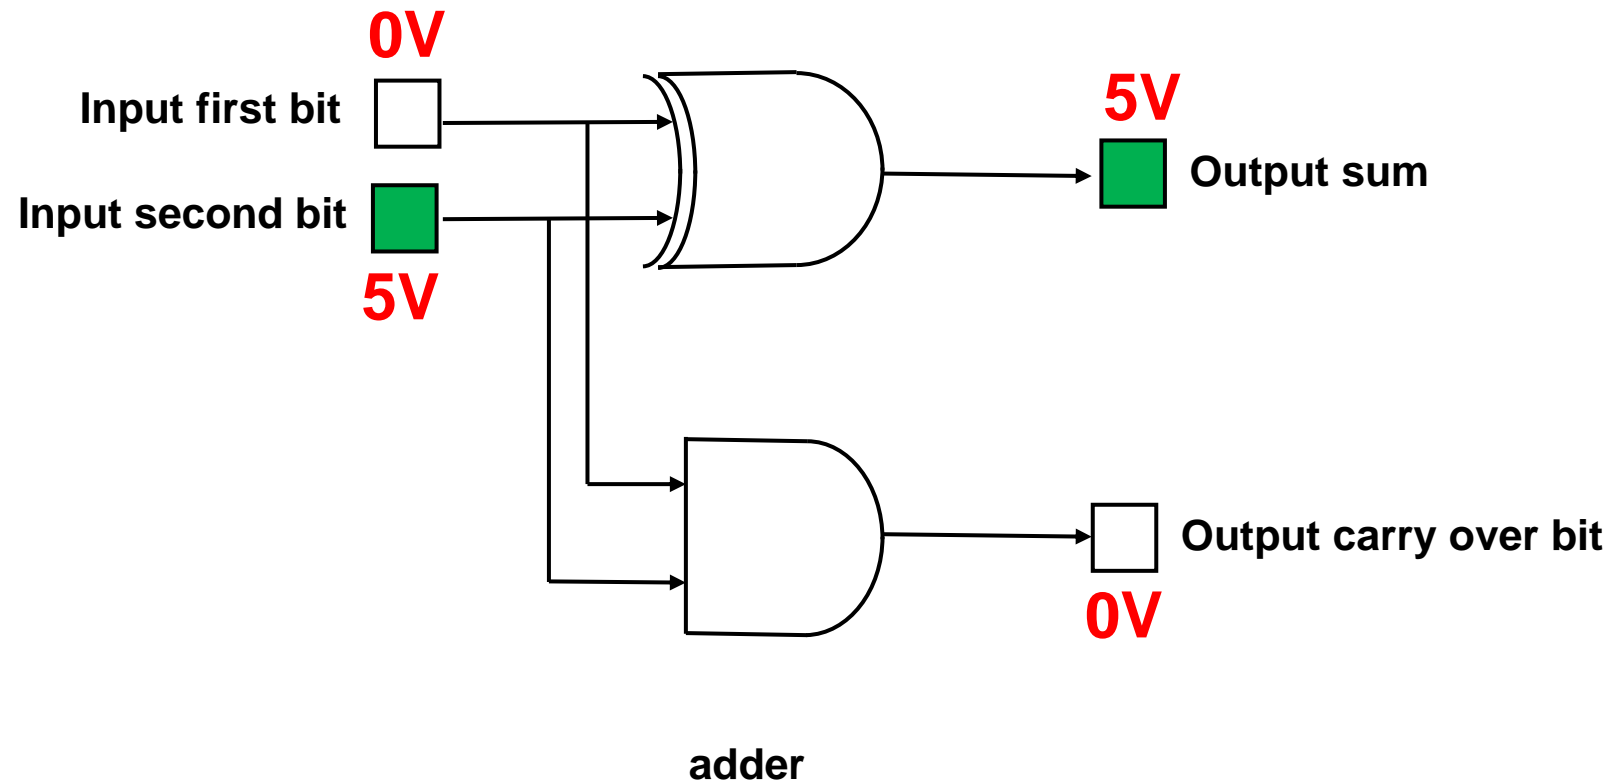 0V
Input first bit
5V
Output sum
Input second bit
5V
Output carry over bit
0V
adder